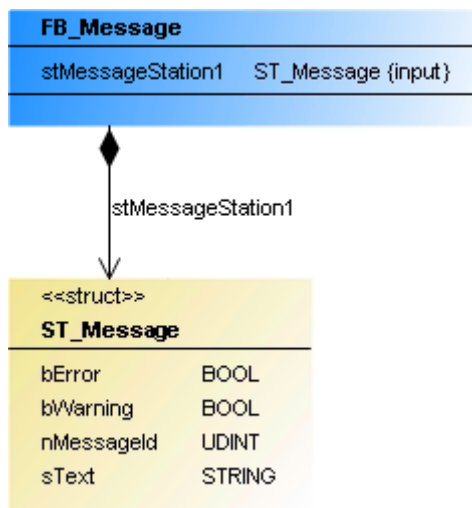 FB_Message
stMessageStation1 ST_Message {input}
stMessageStation1
<<struct>>
ST_Message
bError BOOL
bWarning BOOL
nMessageId UDINT
sText STRING